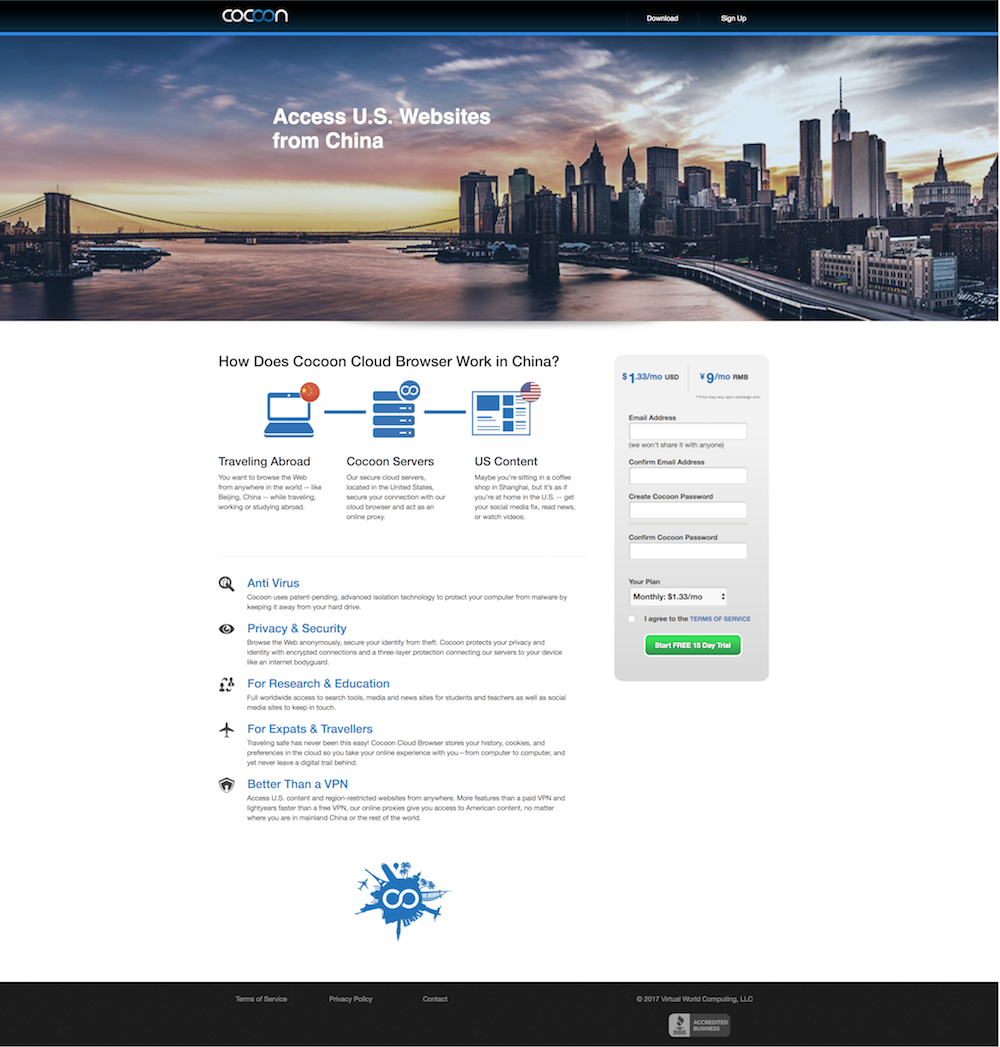 cocoon
Download
Sign Up
Access U.S. Websites
from China
How Does Cocoon Cloud Browser Work in China?
Traveling Abroad
You want to browse the Web
from anywhere in the world -- like
Beijing, China -- while traveling,
working or studying abroad.
Cocoon Servers
Our secure cloud servers,
located in the United States,
secure your connection with our
cloud browser and act as an
online proxy.
US Content
Maybe you're sitting in a coffee
shop in Shanghai, but it's as if
you're at home in the U.S. -- get
your social media fix, read news,
or watch videos.
Anti Virus
Cocoon uses patent-pending, advanced isolation technology to protect your computer from malware by
keeping it away from your hard drive.
Privacy & Security
Browse the Web anonymously, secure your identity from theft. Cocoon protects your privacy and
identity with encrypted connections and a three-layer protection connecting our servers to your device
like an internet bodyguard.
For Research & Education
Full worldwide access to search tools, media and news sites for students and teachers as well as social
media sites to keep in touch.
For Expats & Travellers
Traveling safe has never been this easy! Cocoon Cloud Browser stores your history, cookies, and
preferences in the cloud so you take your online experience with you—from computer to computer, and
yet never leave a digital trail behind.
Better Than a VPN
Access U.S. content and region-restricted websites from anywhere. More features than a paid VPN and
lightyears faster than a free VPN, our online proxies give you access to American content, no matter
where you are in mainland China or the rest of the world.
$1.33/mo USD
¥9/mo RMB
* Price may vary upon exchange rate
Email Address
(we won't share it with anyone)
Confirm Email Address
Create Cocoon Password
Confirm Cocoon Password
Your Plan
Monthly: $1.33/mo
I agree to the TERMS OF SERVICE
Start FREE 15 Day Trial
Terms of Service
Privacy Policy
Contact
© 2017 Virtual World Computing, LLC
BBB
ACCREDITED
BUSINESS